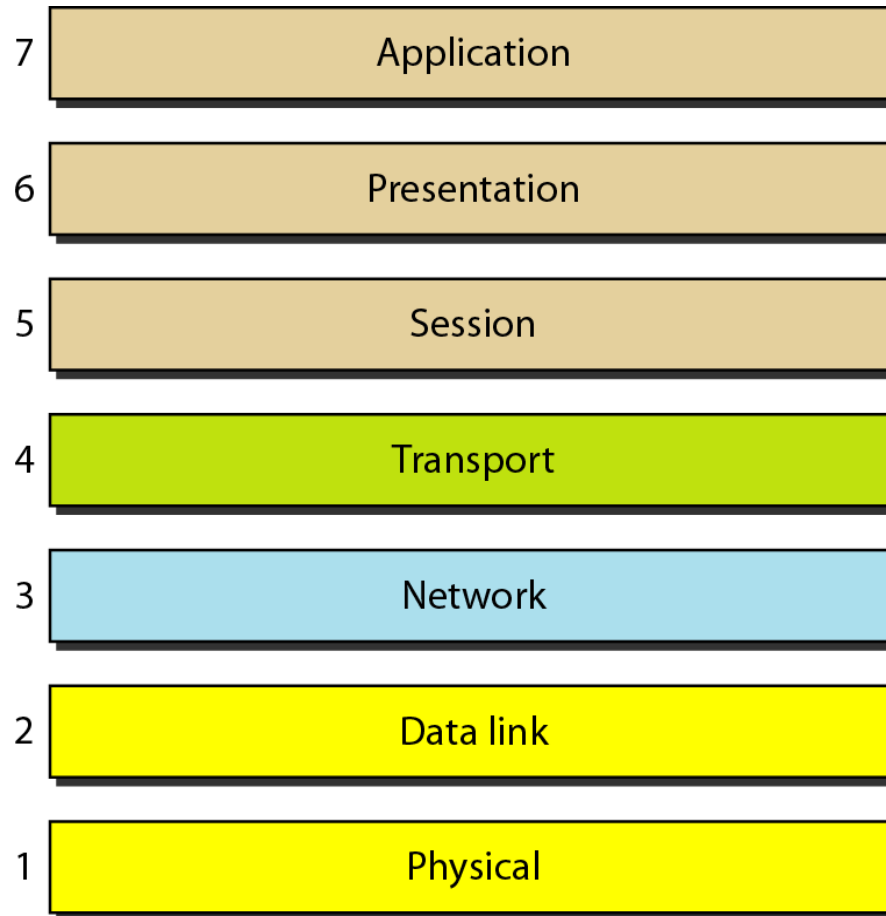 7 Application
6 Presentation
5 Session
4 Transport
3 Network
2 Data link
1 Physical